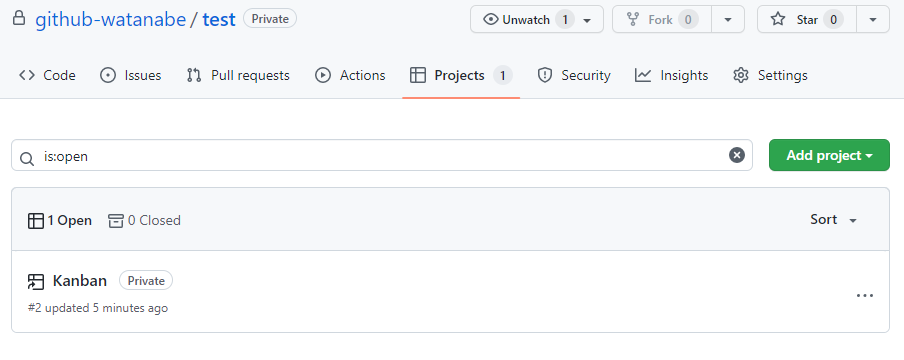 github-watanabe / test Private Unwatch 1 Fork 0 Star 0
Code Issues Pull requests Actions Projects 1 Security Insights Settings
is:open Add project
1 Open 0 Closed Sort
Kanban Private
#2 updated 5 minutes ago